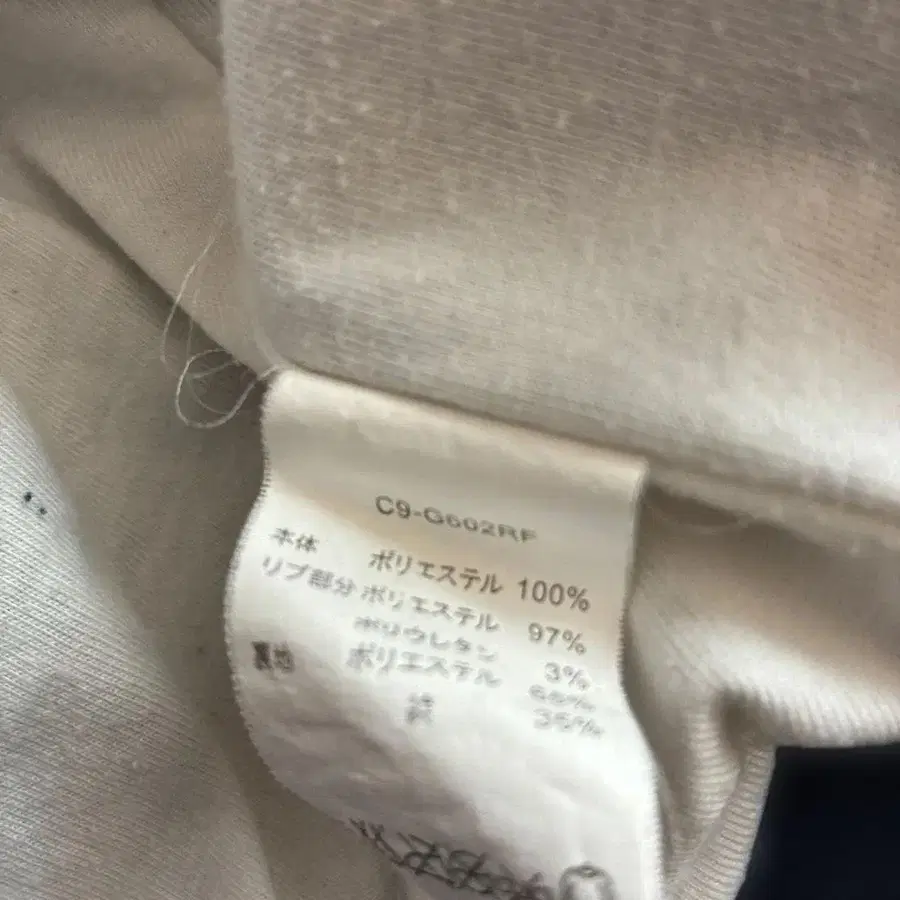 C9-G602RF
本体 ポリエステル 100%
リブ部分 ポリエステル 97%
ポリウレタン 3%
裏地 ポリエステル 65%
綿 35%